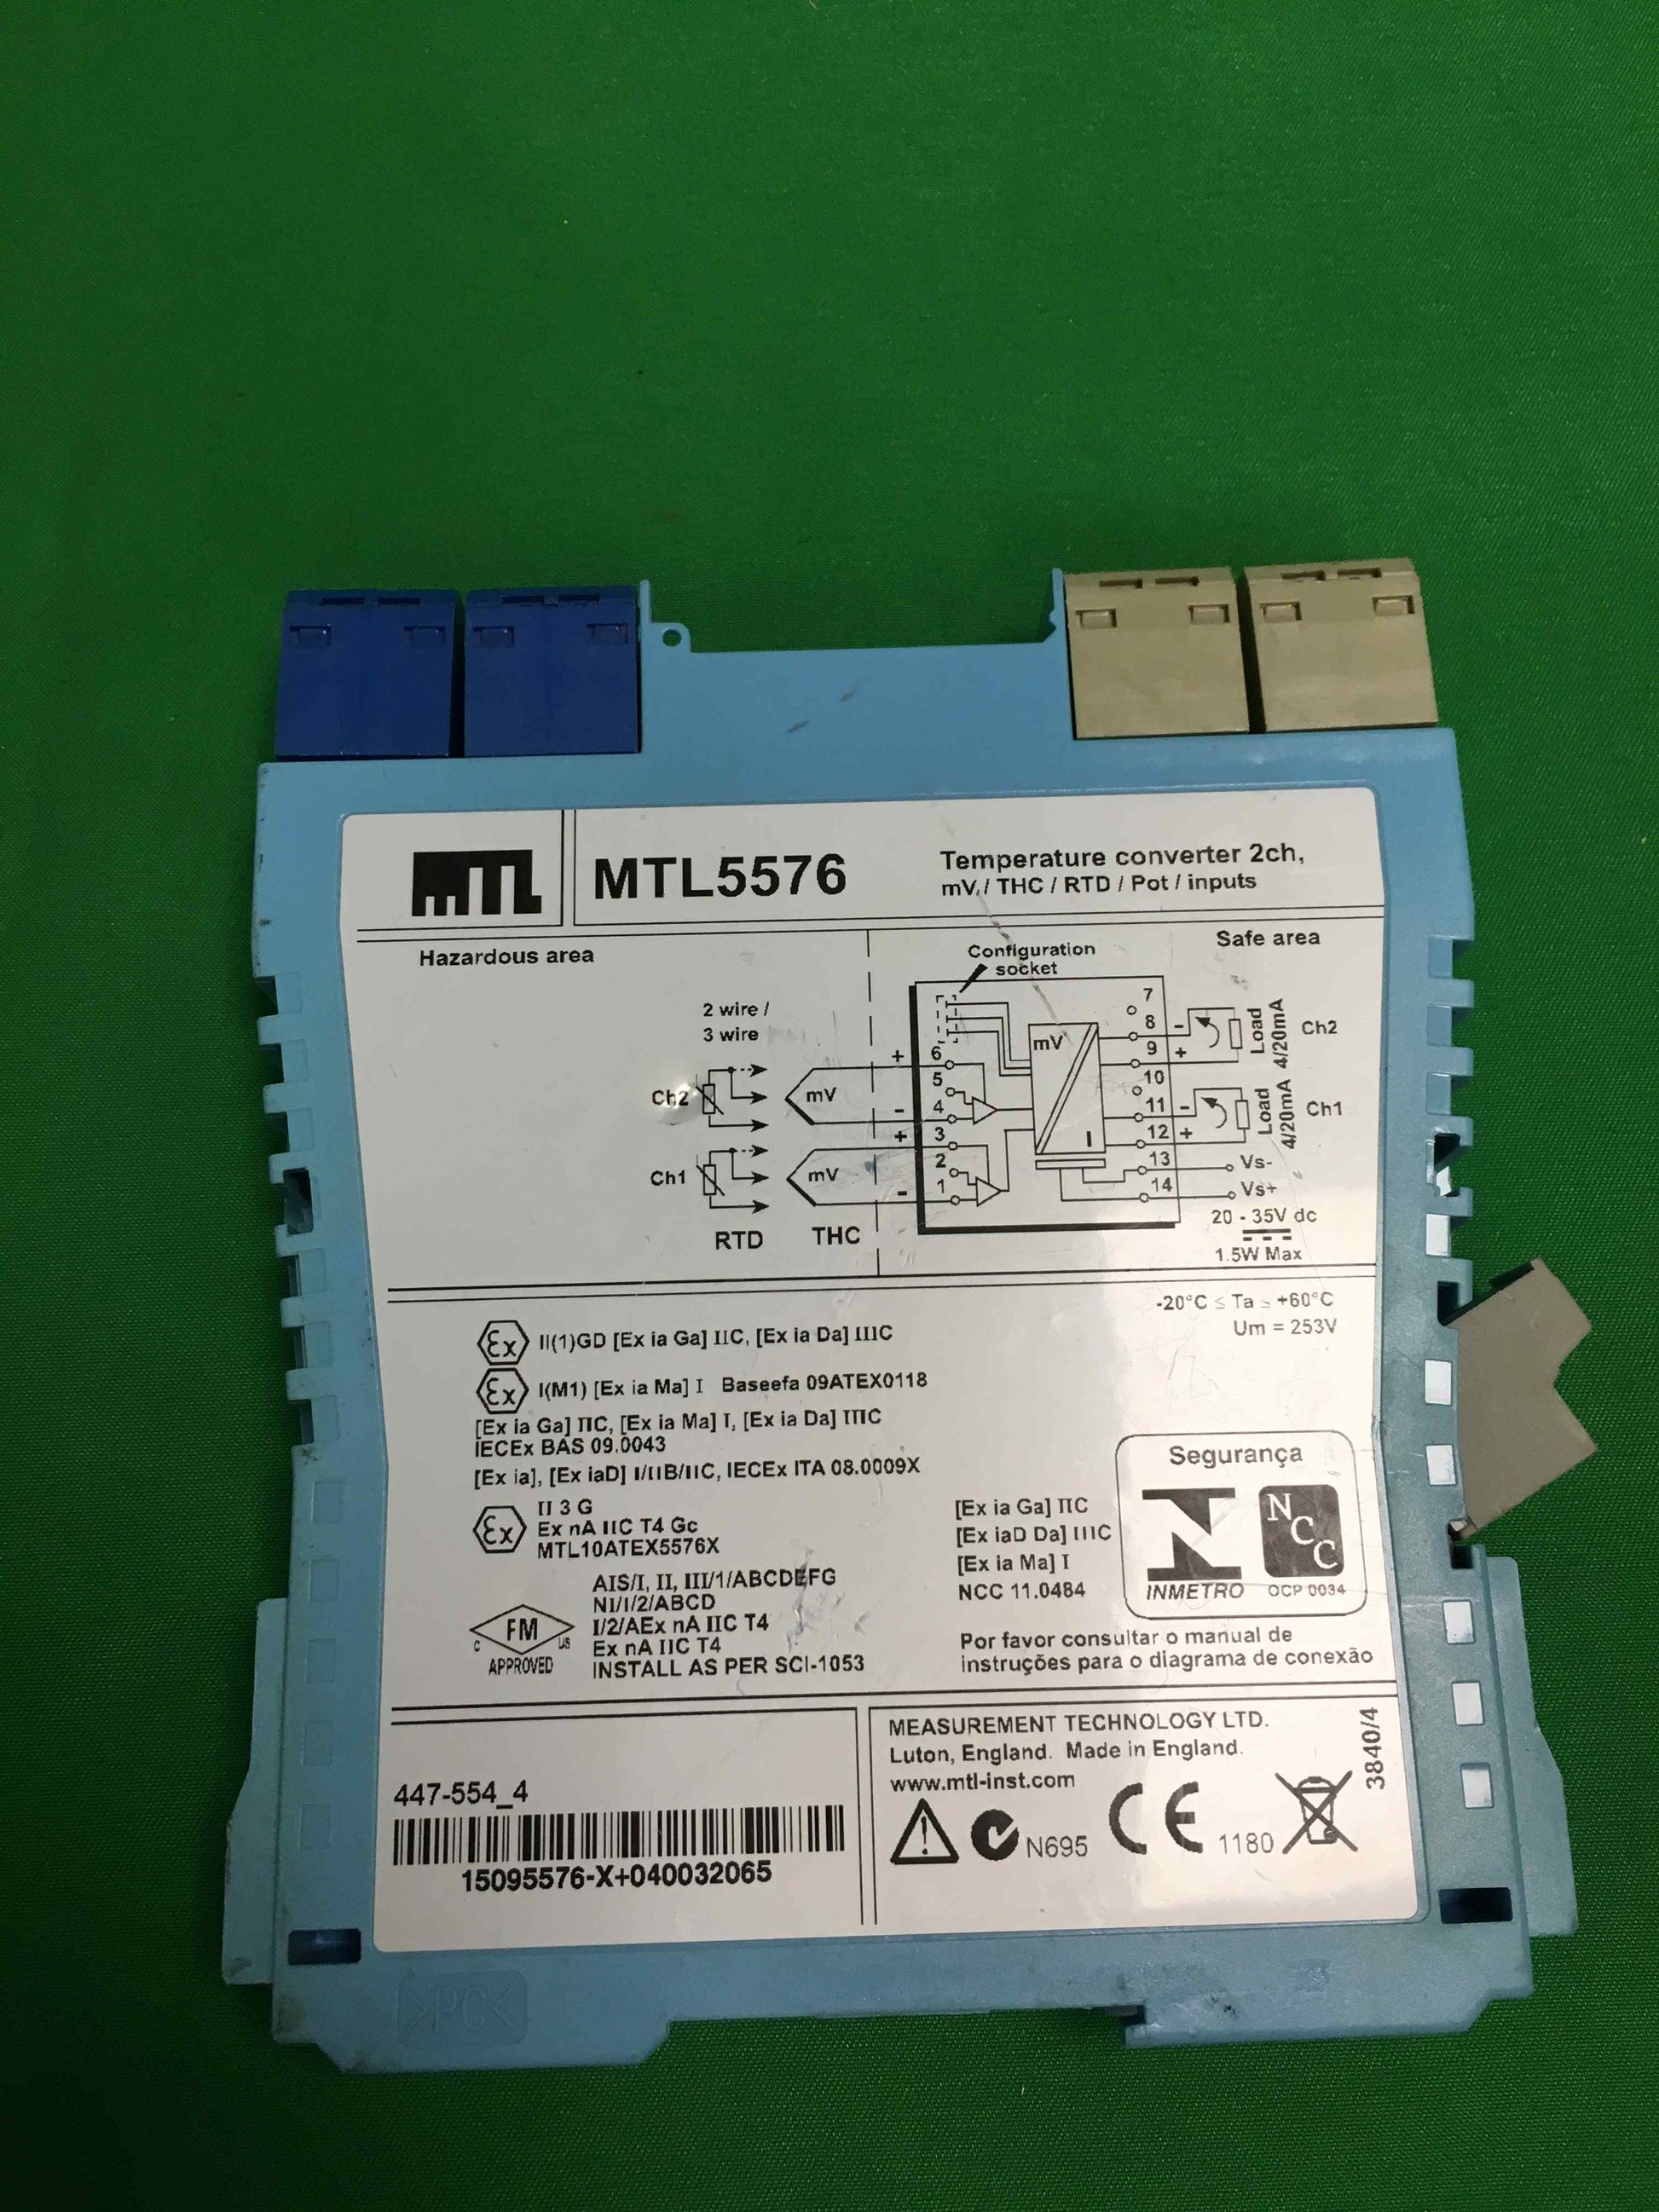 MTL
MTL5576
Temperature converter 2ch,
mV / THC / RTD / Pot / inputs
Hazardous area
Safe area
Configuration
socket
2 wire /
3 wire
Ch2
mV
+
-
6
5
4
Ch1
mV
+
-
3
2
1
RTD
THC
mV
I
7
8
9
10
11
12
13
14
-
+
Load
4/20mA
Ch2
-
+
Load
4/20mA
Ch1
Vs-
Vs+
20 - 35V dc
1.5W Max
-20°C ≤ Ta ≤ +60°C
Um = 253V
Ex II(1)GD [Ex ia Ga] IIC, [Ex ia Da] IIIC
Ex I(M1) [Ex ia Ma] I Baseefa 09ATEX0118
[Ex ia Ga] IIC, [Ex ia Ma] I, [Ex ia Da] IIIC
IECEx BAS 09.0043
[Ex ia], [Ex iaD] I/IIB/IIC, IECEx ITA 08.0009X
Ex
II 3 G
Ex nA IIC T4 Gc
MTL10ATEX5576X
FM
C US
APPROVED
AIS/I, II, III/1/ABCDEFG
NI/I/2/ABCD
I/2/AEx nA IIC T4
Ex nA IIC T4
INSTALL AS PER SCI-1053
[Ex ia Ga] IIC
[Ex iaD Da] IIIC
[Ex ia Ma] I
NCC 11.0484
Segurança
NCC
INMETRO
OCP 0034
Por favor consultar o manual de
instruções para o diagrama de conexão
447-554_4
15095576-X+040032065
MEASUREMENT TECHNOLOGY LTD.
Luton, England. Made in England.
www.mtl-inst.com
3840/4
N695
CE
1180
>PC<